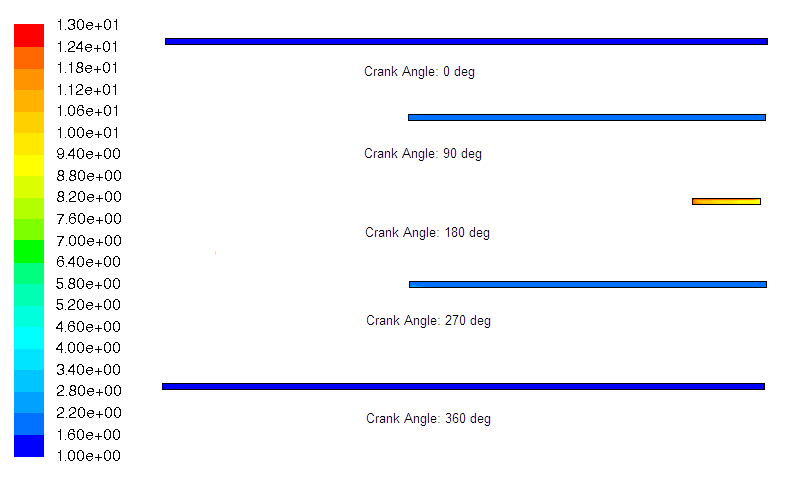 1.30e+01
1.24e+01
1.18e+01
1.12e+01
1.06e+01
1.00e+01
9.40e+00
8.80e+00
8.20e+00
7.60e+00
7.00e+00
6.40e+00
5.80e+00
5.20e+00
4.60e+00
4.00e+00
3.40e+00
2.80e+00
2.20e+00
1.60e+00
1.00e+00
Crank Angle: 0 deg
Crank Angle: 90 deg
Crank Angle: 180 deg
Crank Angle: 270 deg
Crank Angle: 360 deg